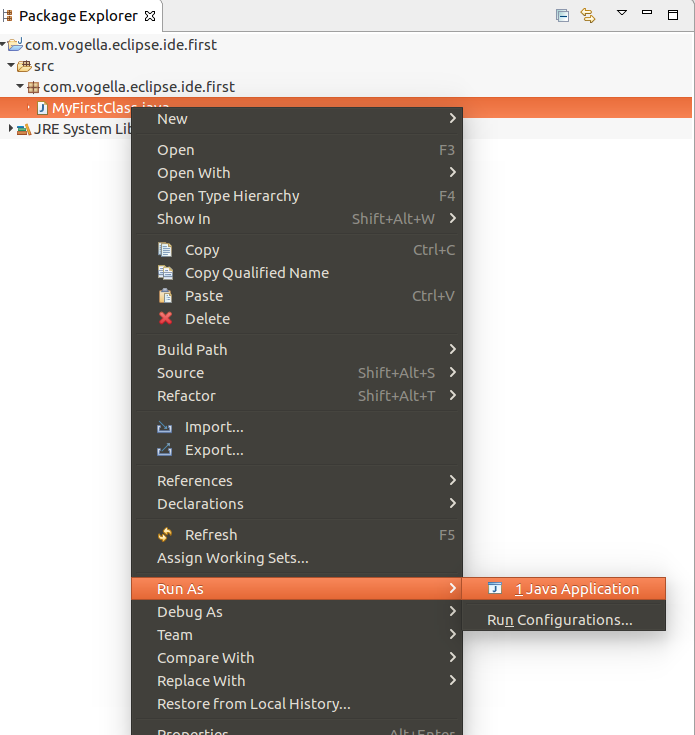 Package Explorer
com.vogella.eclipse.ide.first
src
com.vogella.eclipse.ide.first
MyFirstClass.java
JRE System Lib
New
Open F3
Open With
Open Type Hierarchy F4
Show In Shift+Alt+W
Copy Ctrl+C
Copy Qualified Name
Paste Ctrl+V
Delete
Build Path
Source Shift+Alt+S
Refactor Shift+Alt+T
Import...
Export...
References
Declarations
Refresh F5
Assign Working Sets...
Run As
1 Java Application
Debug As
Run Configurations...
Team
Compare With
Replace With
Restore from Local History...
Properties Alt+Enter